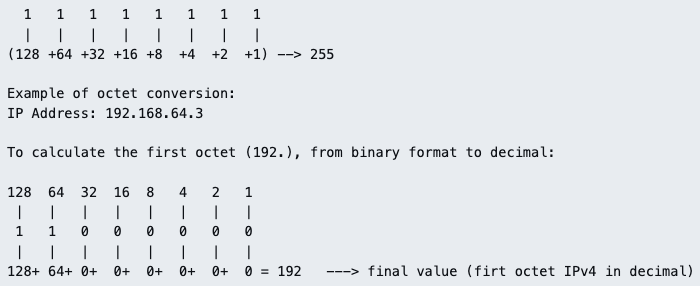 1 1 1 1 1 1 1 1
| | | | | | | |
(128 +64 +32 +16 +8 +4 +2 +1) --> 255
Example of octet conversion:
IP Address: 192.168.64.3
To calculate the first octet (192.), from binary format to decimal:
128 64 32 16 8 4 2 1
| | | | | | | |
1 1 0 0 0 0 0 0
| | | | | | | |
128+ 64+ 0+ 0+ 0+ 0+ 0+ 0 = 192 ---> final value (firt octet IPv4 in decimal)